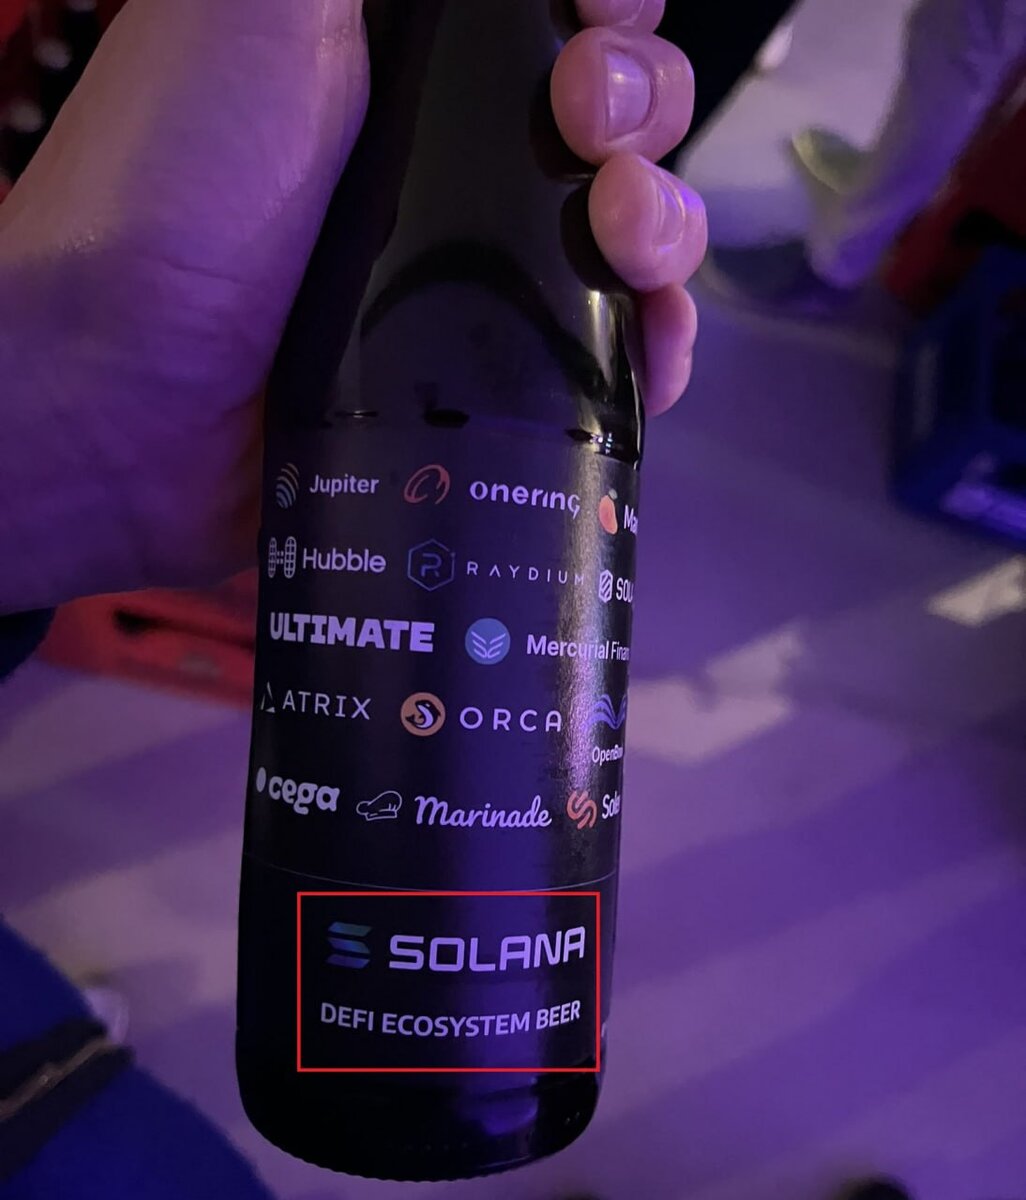 Jupiter onering
Hubble RAYDIUM
ULTIMATE Mercurial
ATRIX ORCA
cega Marinade
SOLANA
DEFI ECOSYSTEM BEER